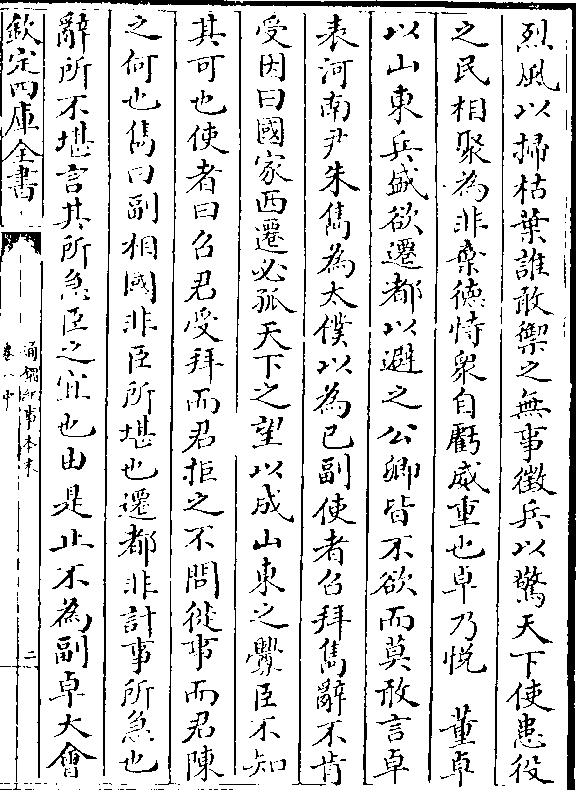 烈風以掃枯葉誰敢禦之無事徵兵以驚天下使患役
之民相聚為非棄德恃衆自虧威重也卓乃悅　董卓
以山東兵盛欲遷都以避之公卿皆不欲而莫敢言卓
表河南尹朱雋為太僕以為己副使者召拜雋辭不肯
受因曰國家西遷必孤天下之望以成山東之釁臣不知
其可也使者曰召君受拜而君拒之不問徙事而君陳
之何也雋曰副相國非臣所堪也遷都非計事所急也
辭所不堪言其所急臣之宜也由是止不為副卓大會
欽定四庫全書
通鑑紀事本末
卷八中
二